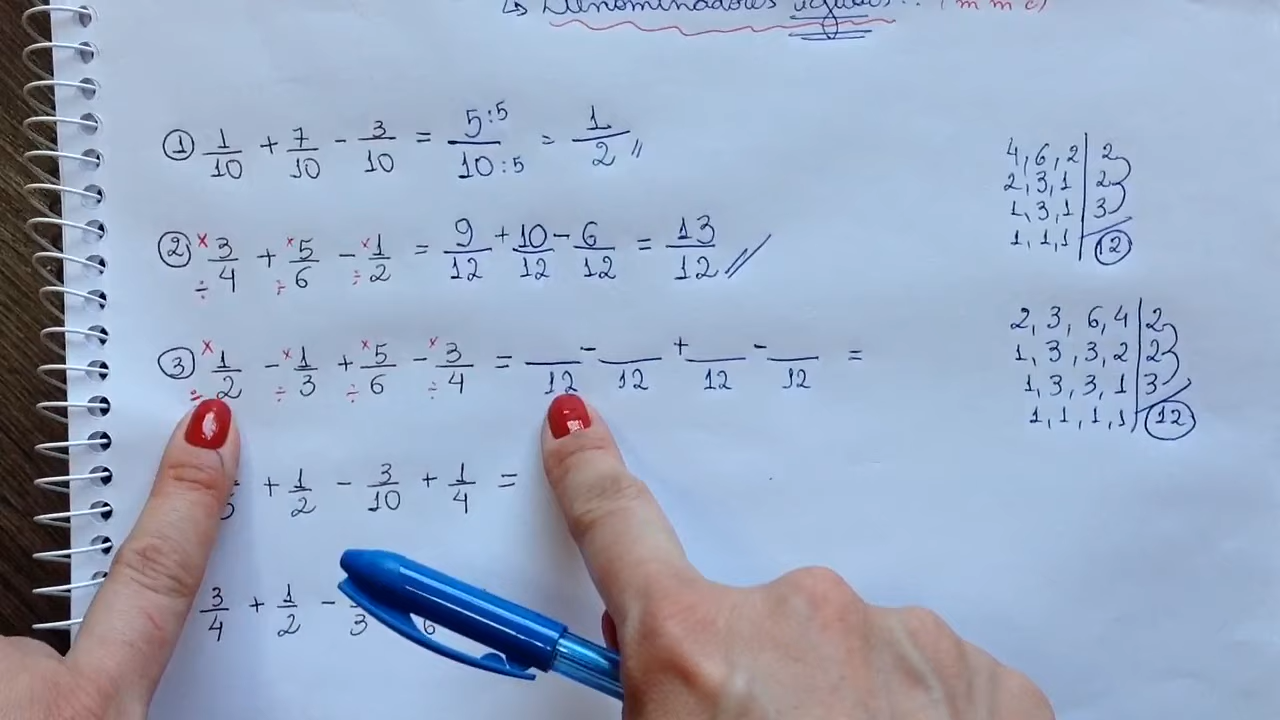 ↳ Denominadores iguais.. (m m c)
① 1/10 + 7/10 - 3/10 = 5:5/10:5 = 1/2 //
② ×3/÷4 + ×5/÷6 - ×1/÷2 = 9/12 + 10/12 - 6/12 = 13/12 //
③ ×1/÷2 - ×1/÷3 + ×5/÷6 - ×3/÷4 = __/12 - __/12 + __/12 - __/12 =
+ 1/2 - 3/10 + 1/4 =
3/4 + 1/2 - /3 6
4, 6, 2 | 2
2, 3, 1 | 2
1, 3, 1 | 3
1, 1, 1 | 12
2, 3, 6, 4 | 2
1, 3, 3, 2 | 2
1, 3, 3, 1 | 3
1, 1, 1, 1 | 12